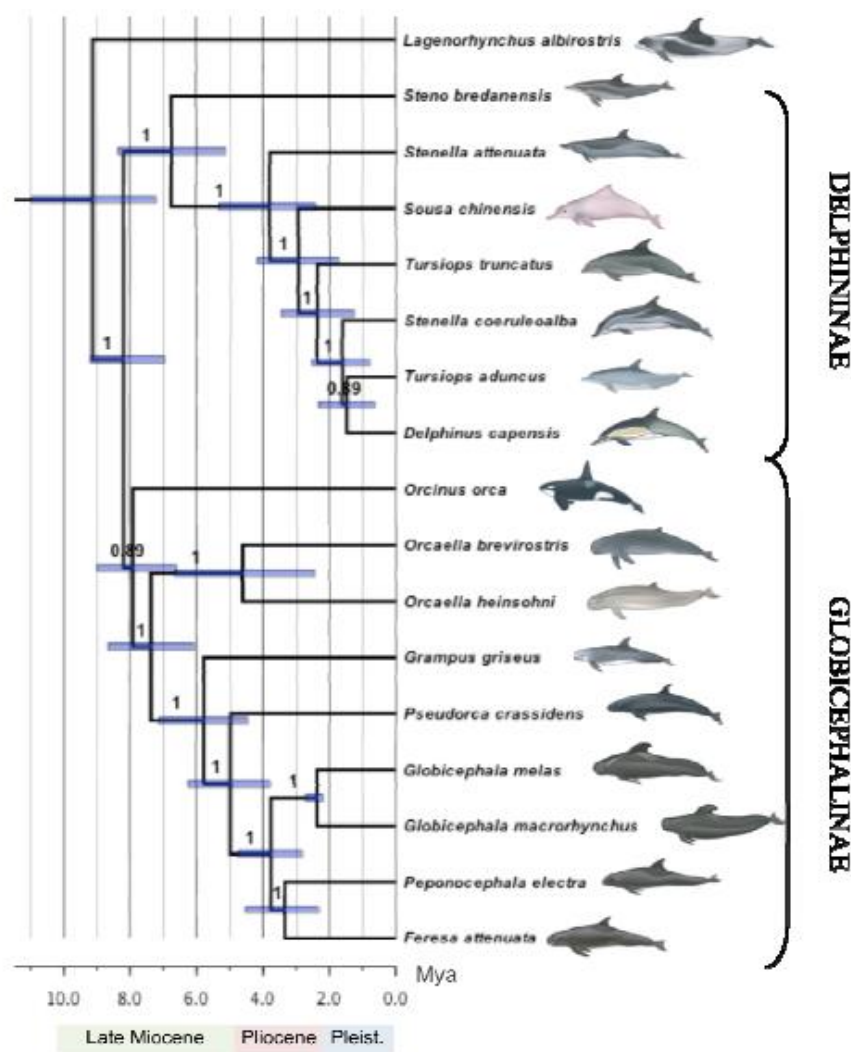 Lagenorhynchus albirostris
Steno bredanensis
1
Stenella attenuata
1
Sousa chinensis
1
Tursiops truncatus
1
Stenella coeruleoalba
1
1
Tursiops aduncus
0.89
Delphinus capensis
DELPHININAE
Orcinus orca
0.89
1
Orcaella brevirostris
Orcaella heinsohni
1
Grampus griseus
1
Pseudorca crassidens
1
1
Globicephala melas
Globicephala macrorhynchus
1
Peponocephala electra
1
Feresa attenuata
GLOBICEPHALINAE
Mya
10.0 8.0 6.0 4.0 2.0 0.0
Late Miocene Pliocene Pleist.